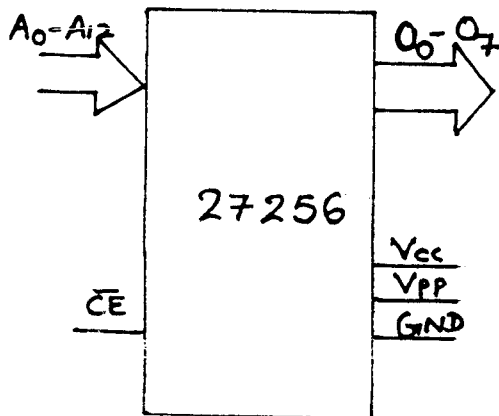 A0-A12
O0-O7
27256
Vcc
Vpp
CE
GND